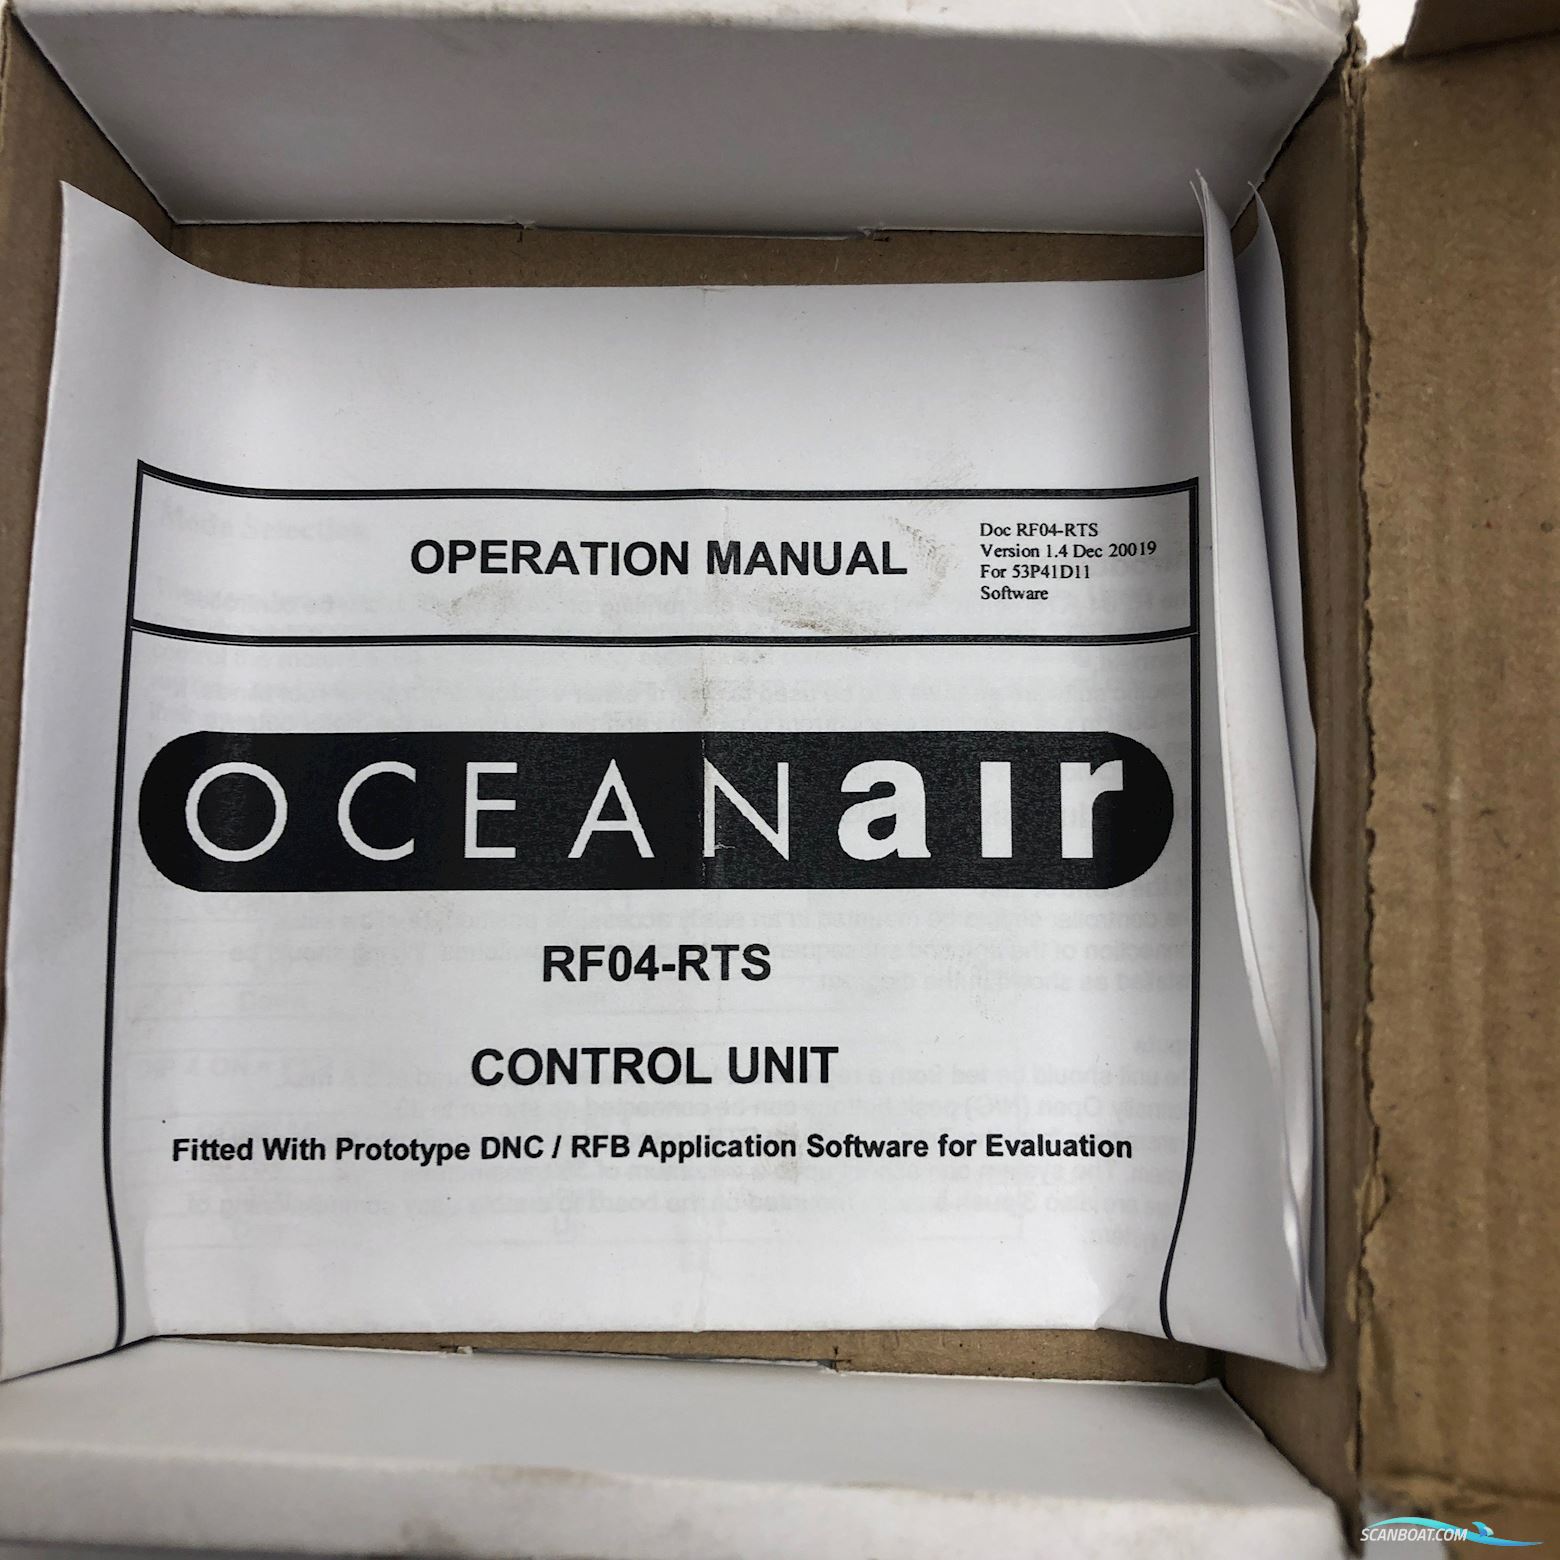 OPERATION MANUAL
Doc RF04-RTS
Version 1.4 Dec 20019
For 53P41D11
Software
OCEANaır
RF04-RTS
CONTROL UNIT
Fitted With Prototype DNC / RFB Application Software for Evaluation
SCANBOAT.COM